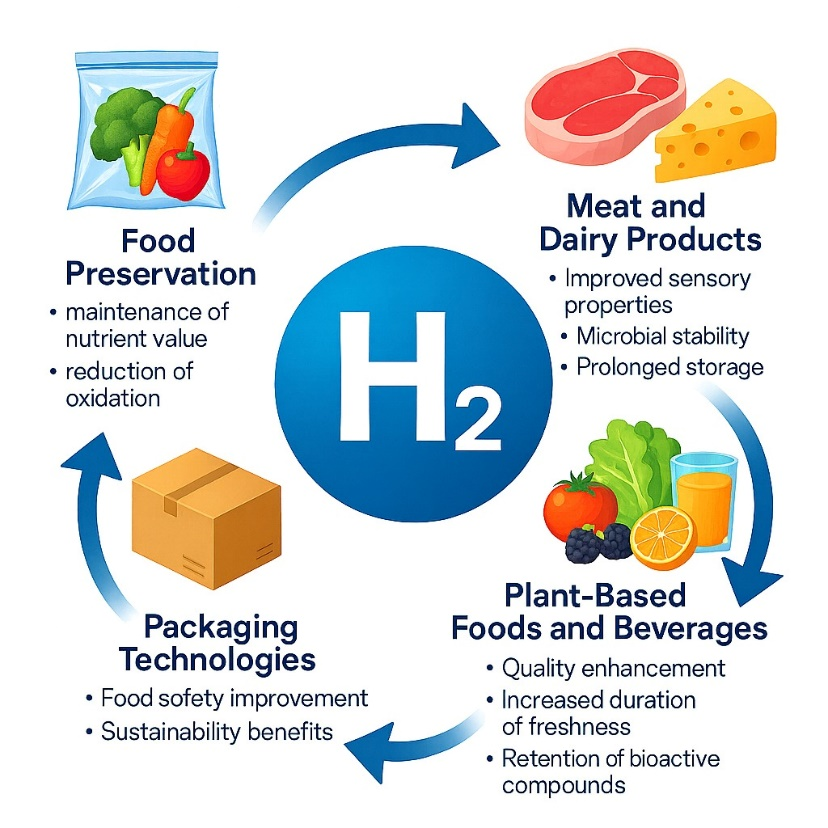 Food
Preservation
• maintenance of
nutrient value
• reduction of
oxidation
Meat and
Dairy Products
• Improved sensory
properties
• Microbial stability
• Prolonged storage
H2
Plant-Based
Foods and Beverages
• Quality enhancement
• Increased duration
of freshness
• Retention of bioactive
compounds
Packaging
Technologies
• Food sofety improvement
• Sustainability benefits